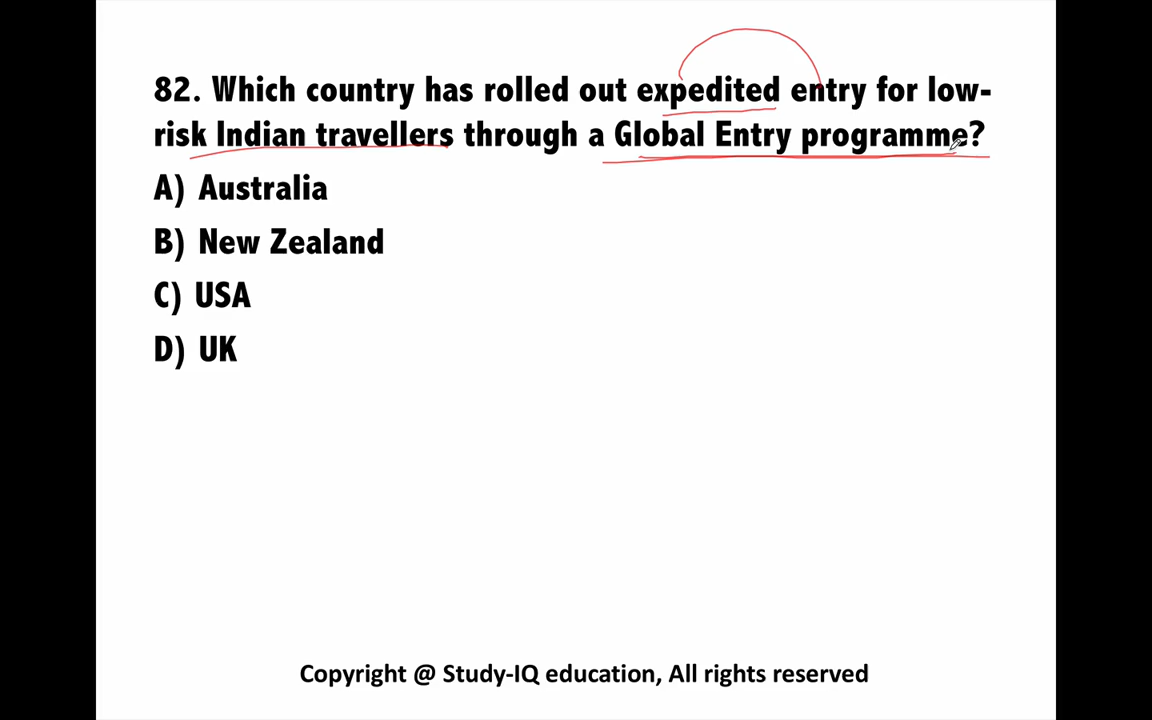 82. Which country has rolled out expedited entry for low-
risk Indian travellers through a Global Entry programme?
A) Australia
B) New Zealand
C) USA
D) UK
Copyright @ Study-IQ education, All rights reserved